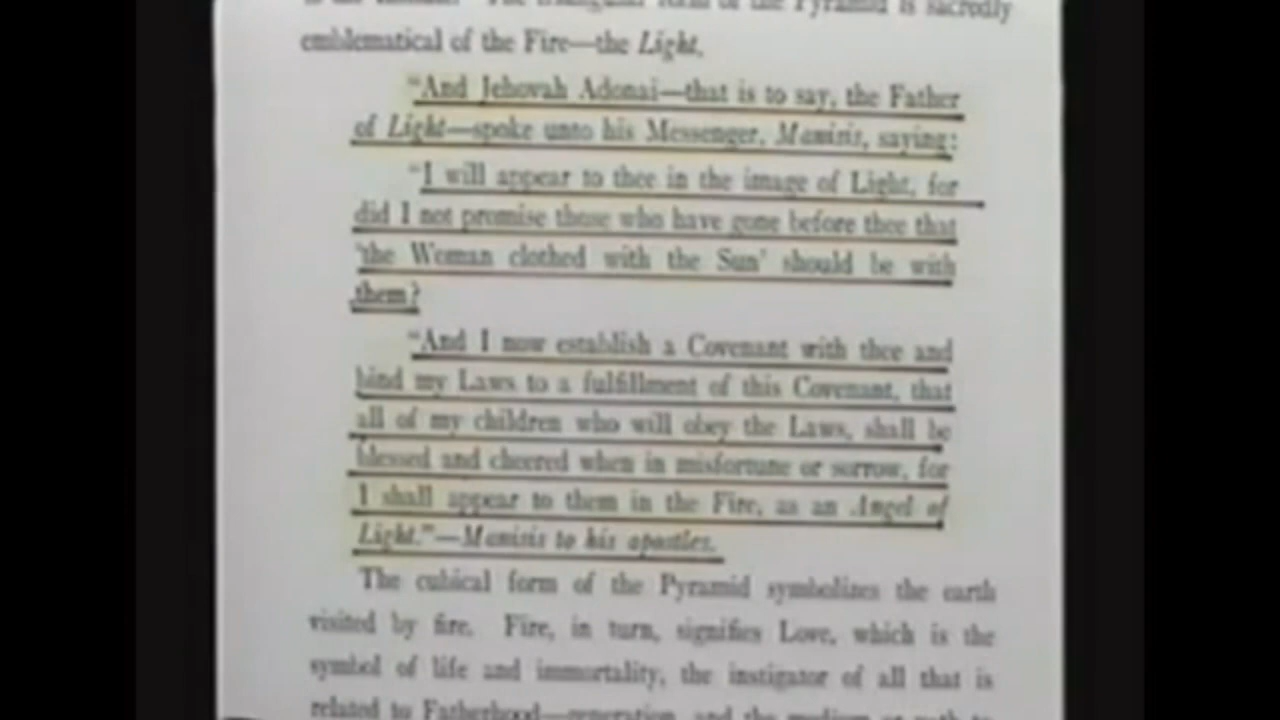 the Pyramid is sacredly
emblematical of the Fire—the Light.
"And Jehovah Adonai—that is to say, the Father
of Light—spoke unto his Messenger, Manisis, saying:
"I will appear to thee in the image of Light, for
did I not promise those who have gone before thee that
'the Woman clothed with the Sun' should be with
them?
"And I now establish a Covenant with thee and
bind my Laws to a fulfillment of this Covenant, that
all of my children who will obey the Laws, shall be
blessed and cheered when in misfortune or sorrow, for
I shall appear to them in the Fire, as an Angel of
Light."—Manisis to his apostles.
The cubical form of the Pyramid symbolizes the earth
visited by fire. Fire, in turn, signifies Love, which is the
symbol of life and immortality, the instigator of all that is
related to Fatherhood—generation, and the